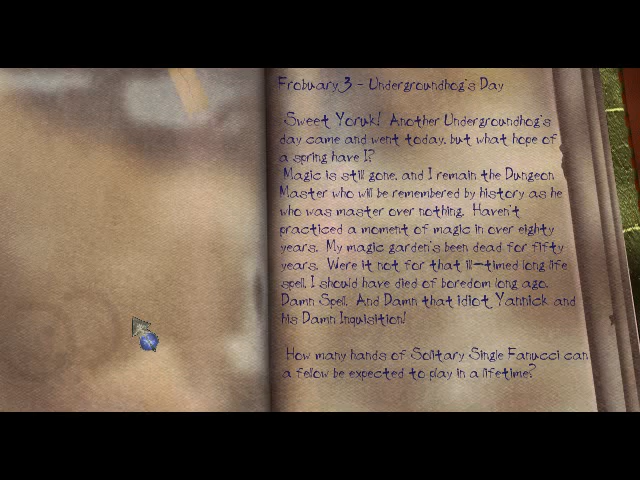 Frobuary 3 - Undergroundhog's Day
Sweet Yoruk! Another Undergroundhog's
day came and went today, but what hope of
a spring have I?
Magic is still gone, and I remain the Dungeon
Master who will be remembered by history as he
who was master over nothing. Haven't
practiced a moment of magic in over eighty
years. My magic garden's been dead for fifty
years. Were it not for that ill-timed long life
spell, I should have died of boredom long ago.
Damn Spell. And Damn that idiot Yannick and
his Damn Inquisition!
How many hands of Solitary Single Fanucci can
a fellow be expected to play in a lifetime?